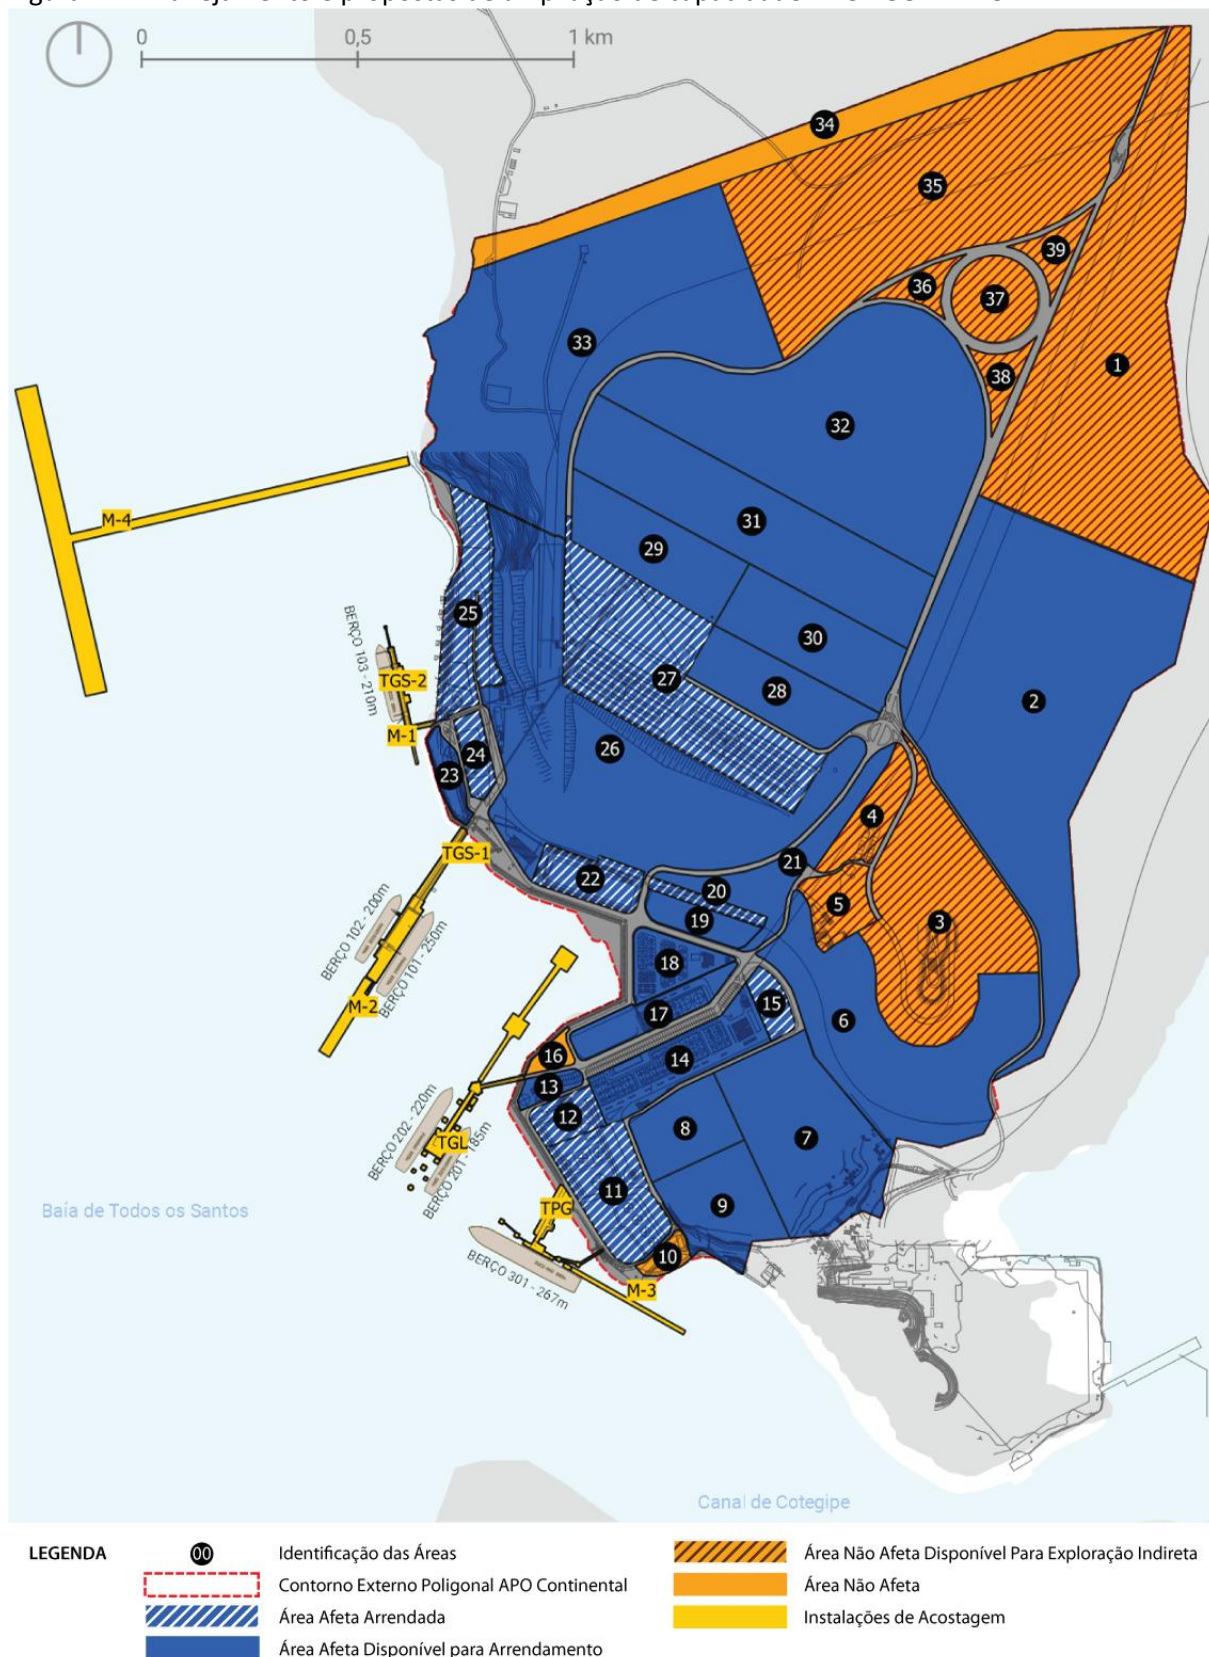 0
0,5
1 km
34
35
39
36
37
33
38
1
32
M-4
31
29
25
30
BERÇO 103 - 210m
TGS-2
27
28
2
M-1
26
24
23
4
TGS-1
21
22
20
5
19
3
BERÇO 102 - 200m
BERÇO 101 - 250m
18
M-2
15
17
6
16
14
13
12
8
7
BERÇO 202 - 220m
TGL
BERÇO 201 - 185m
11
9
TPG
Baía de Todos os Santos
10
BERÇO 301 - 267m
M-3
Canal de Cotegipe
LEGENDA
00 Identificação das Áreas
Contorno Externo Poligonal APO Continental
Área Afeta Arrendada
Área Afeta Disponível para Arrendamento
Área Não Afeta Disponível Para Exploração Indireta
Área Não Afeta
Instalações de Acostagem